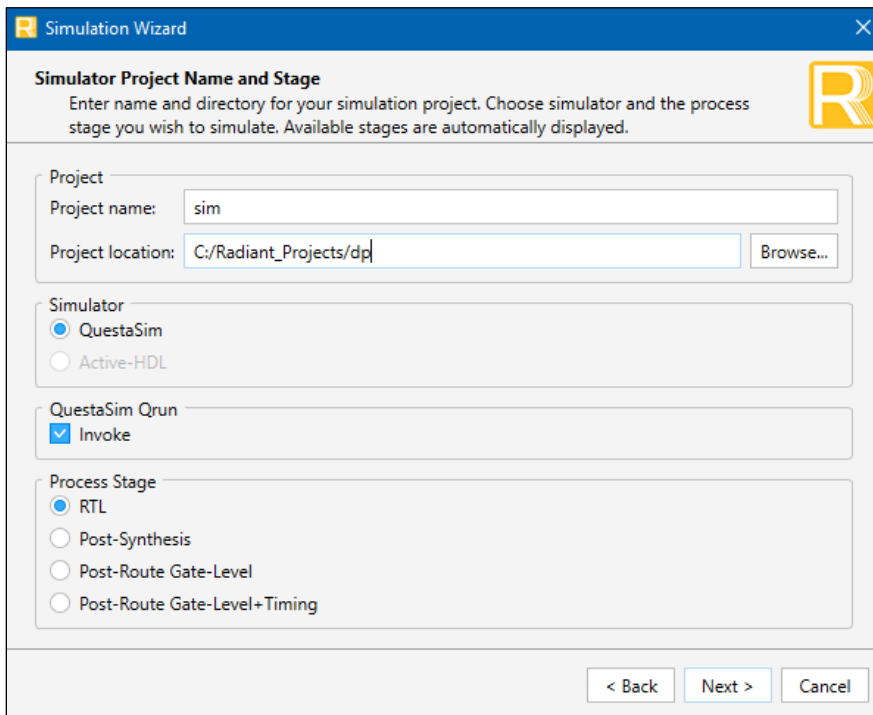 Simulation Wizard
Simulator Project Name and Stage
Enter name and directory for your simulation project. Choose simulator and the process
stage you wish to simulate. Available stages are automatically displayed.
Project
Project name: sim
Project location: C:/Radiant_Projects/dp Browse...
Simulator
QuestaSim
Active-HDL
QuestaSim Qrun
Invoke
Process Stage
RTL
Post-Synthesis
Post-Route Gate-Level
Post-Route Gate-Level+Timing
< Back Next > Cancel